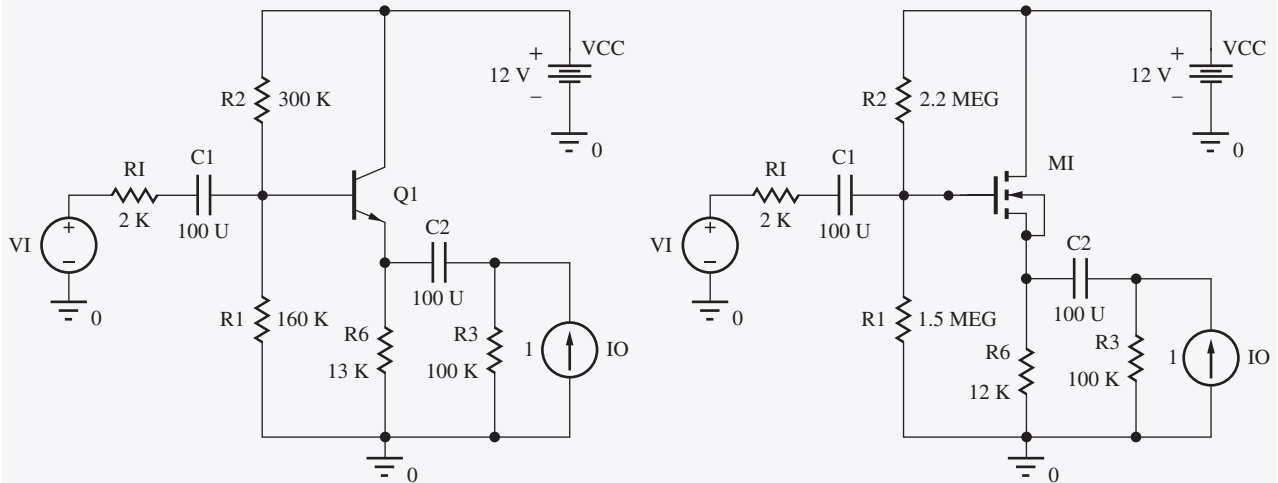 VCC
+
12 V
−
0
R2
300 K
C1
RI
2 K
100 U
Q1
VI
+
−
0
C2
100 U
R1
160 K
R6
13 K
R3
100 K
1
IO
0
VCC
+
12 V
−
0
R2
2.2 MEG
C1
RI
2 K
100 U
MI
VI
+
−
0
C2
100 U
R1
1.5 MEG
R6
12 K
R3
100 K
1
IO
0